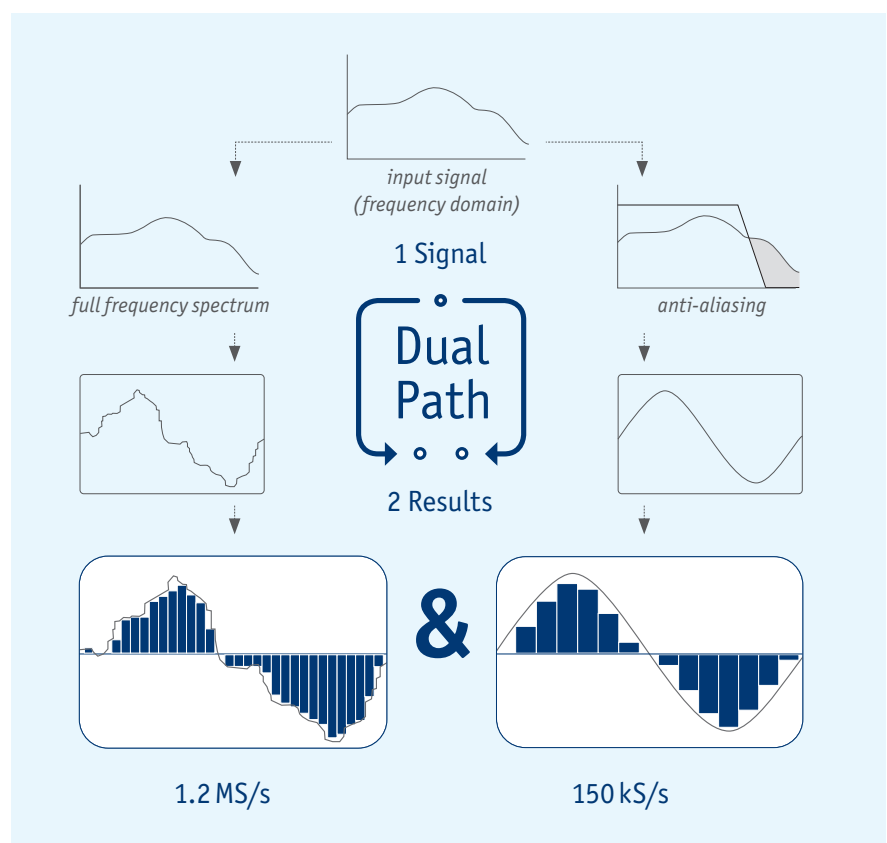 input signal
(frequency domain)
1 Signal
full frequency spectrum
anti-aliasing
Dual
Path
2 Results
&
1.2 MS/s
150 kS/s